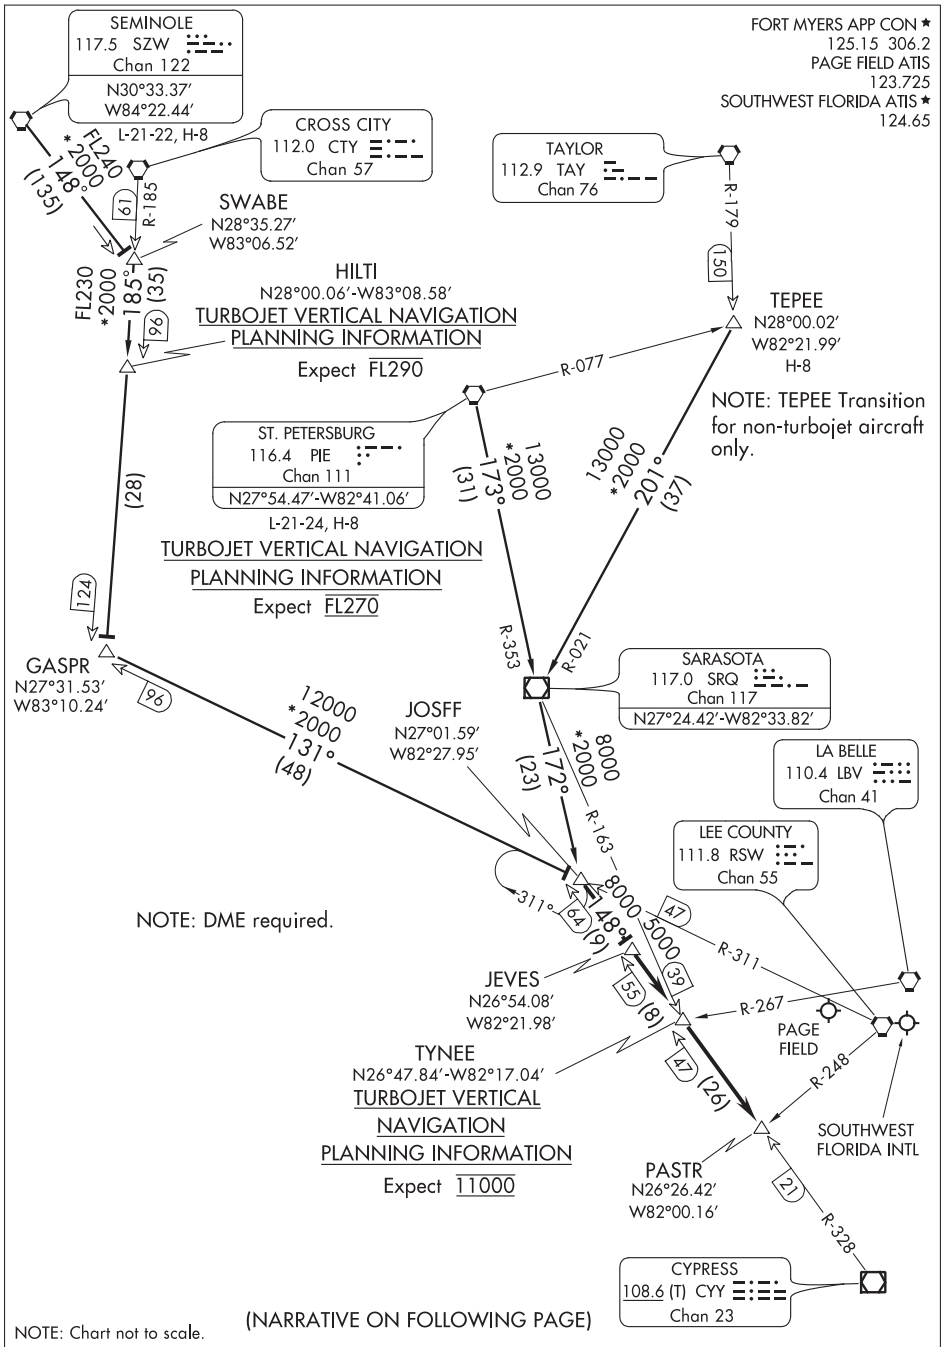 SEMINOLE
117.5 SZW
Chan 122
N30°33.37′
W84°22.44′
L-21-22, H-8
FORT MYERS APP CON ★
125.15 306.2
PAGE FIELD ATIS
123.725
SOUTHWEST FLORIDA ATIS ★
124.65
CROSS CITY
112.0 CTY
Chan 57
TAYLOR
112.9 TAY
Chan 76
FL240
*2000
148°
(135)
61
R-185
R-179
150
SWABE
N28°35.27′
W83°06.52′
FL230
*2000
185°
(35)
96
HILTI
N28°00.06′-W83°08.58′
TURBOJET VERTICAL NAVIGATION
PLANNING INFORMATION
Expect FL290
TEPEE
N28°00.02′
W82°21.99′
H-8
R-077
NOTE: TEPEE Transition
for non-turbojet aircraft
only.
ST. PETERSBURG
116.4 PIE
Chan 111
N27°54.47′-W82°41.06′
L-21-24, H-8
TURBOJET VERTICAL NAVIGATION
PLANNING INFORMATION
Expect FL270
13000
*2000
173°
(31)
13000
*2000
201°
(37)
(28)
124
R-353
R-021
GASPR
N27°31.53′
W83°10.24′
96
SARASOTA
117.0 SRQ
Chan 117
N27°24.42′-W82°33.82′
12000
*2000
131°
(48)
JOSFF
N27°01.59′
W82°27.95′
8000
*2000
172°
(23)
R-163
LA BELLE
110.4 LBV
Chan 41
LEE COUNTY
111.8 RSW
Chan 55
NOTE: DME required.
311°
64
148°
(9)
8000
5000
47
R-311
39
JEVES
N26°54.08′
W82°21.98′
55
(8)
R-267
PAGE
FIELD
TYNEE
N26°47.84′-W82°17.04′
TURBOJET VERTICAL
NAVIGATION
PLANNING INFORMATION
Expect 11000
47
(26)
R-248
SOUTHWEST
FLORIDA INTL
PASTR
N26°26.42′
W82°00.16′
21
R-328
CYPRESS
108.6 (T) CYY
Chan 23
(NARRATIVE ON FOLLOWING PAGE)
NOTE: Chart not to scale.